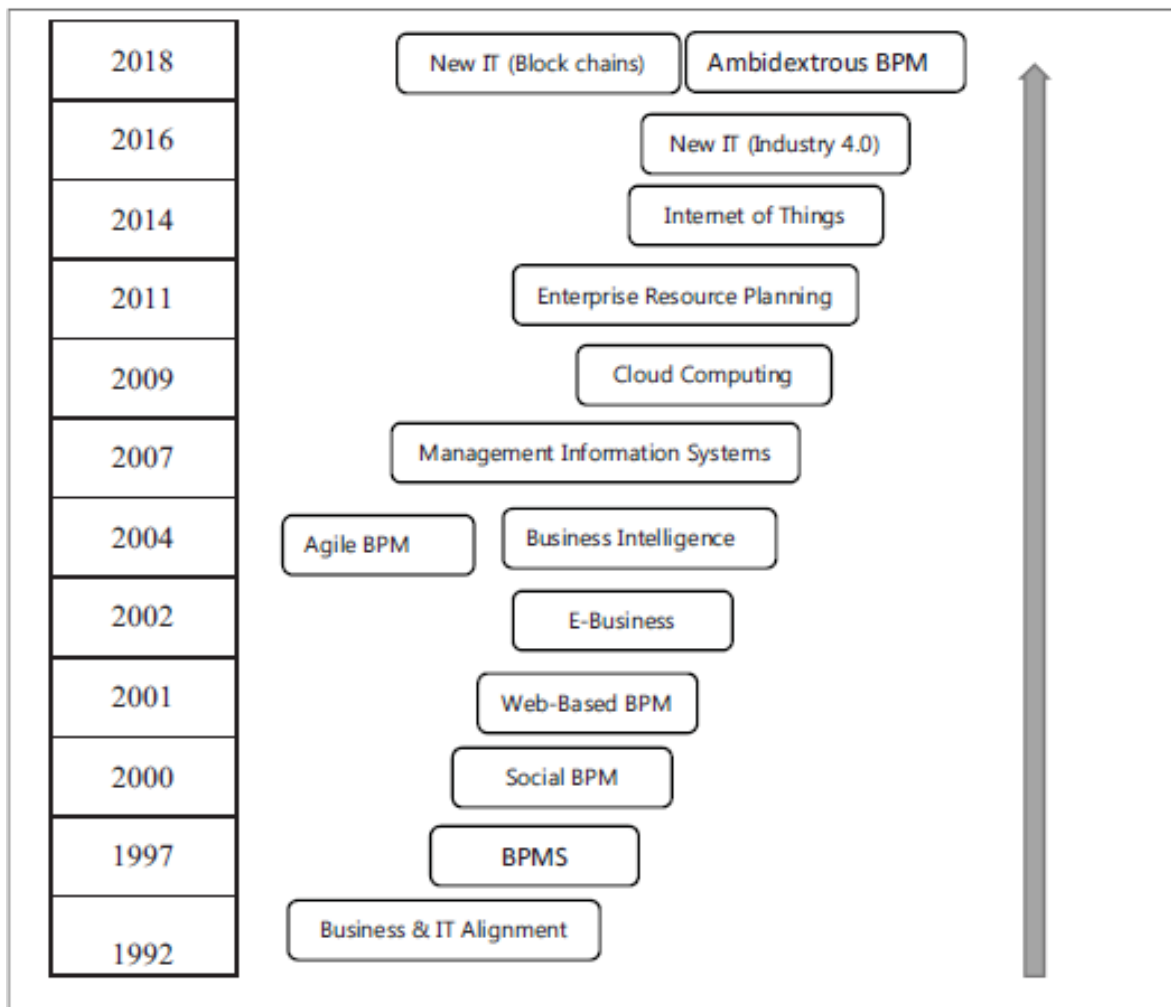 2018 New IT (Block chains) Ambidextrous BPM
2016 New IT (Industry 4.0)
2014 Internet of Things
2011 Enterprise Resource Planning
2009 Cloud Computing
2007 Management Information Systems
2004 Agile BPM Business Intelligence
2002 E-Business
2001 Web-Based BPM
2000 Social BPM
1997 BPMS
1992 Business & IT Alignment